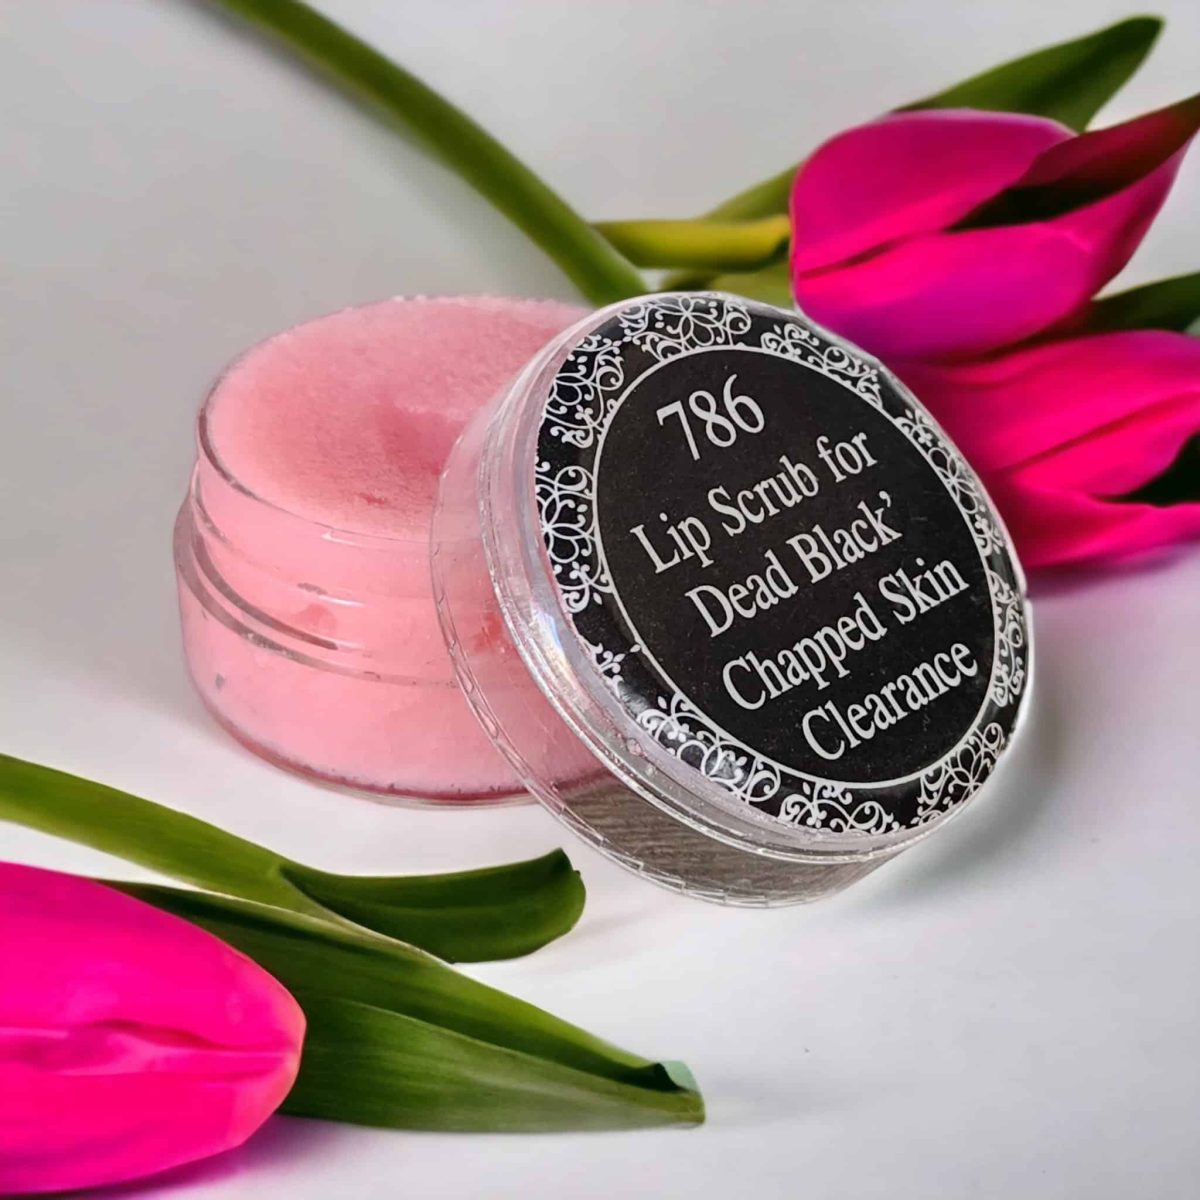 786
Lip Scrub for
Dead Black’
Chapped Skin
Clearance